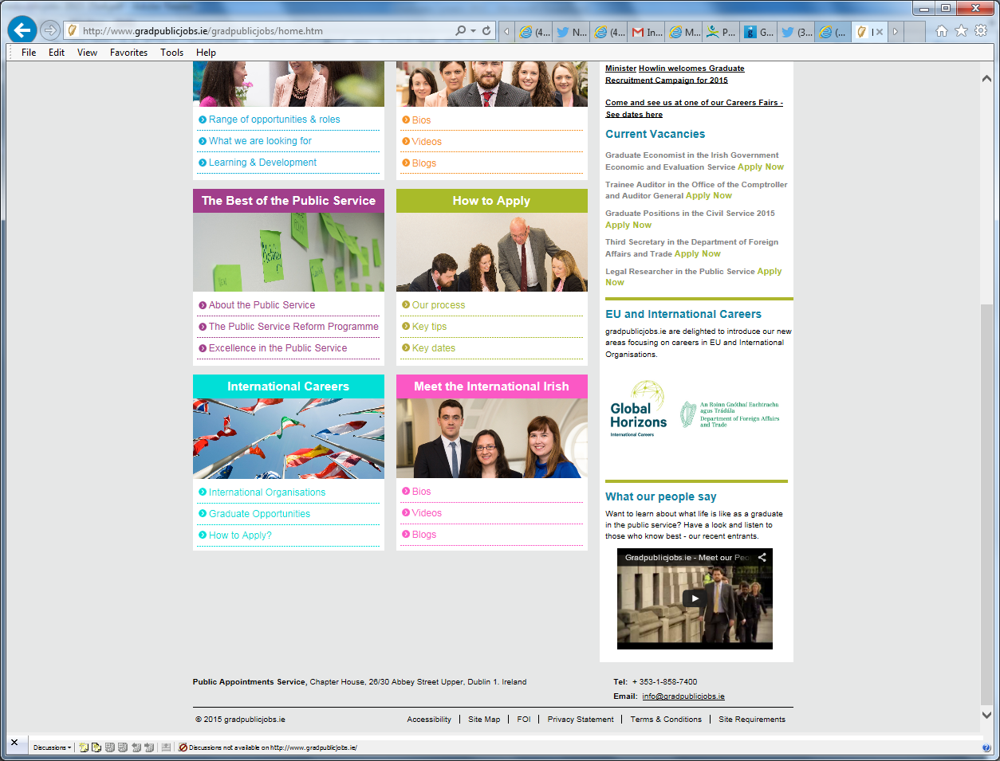 http://www.gradpublicjobs.ie/gradpublicjobs/home.htm
(4...
N...
(4...
In...
M...
P...
G...
(3...
(...
File Edit View Favorites Tools Help
Range of opportunities & roles
What we are looking for
Learning & Development
Bios
Videos
Blogs
The Best of the Public Service
About the Public Service
The Public Service Reform Programme
Excellence in the Public Service
How to Apply
Our process
Key tips
Key dates
International Careers
International Organisations
Graduate Opportunities
How to Apply?
Meet the International Irish
Bios
Videos
Blogs
Minister Howlin welcomes Graduate
Recruitment Campaign for 2015
Come and see us at one of our Careers Fairs -
See dates here
Current Vacancies
Graduate Economist in the Irish Government
Economic and Evaluation Service Apply Now
Trainee Auditor in the Office of the Comptroller
and Auditor General Apply Now
Graduate Positions in the Civil Service 2015
Apply Now
Third Secretary in the Department of Foreign
Affairs and Trade Apply Now
Legal Researcher in the Public Service Apply
Now
EU and International Careers
gradpublicjobs.ie are delighted to introduce our new
areas focusing on careers in EU and International
Organisations.
Global
Horizons
International Careers
An Roinn Gnóthaí Eachtracha
agus Trádála
Department of Foreign Affairs
and Trade
What our people say
Want to learn about what life is like as a graduate
in the public service? Have a look and listen to
those who know best - our recent entrants.
Gradpublicjobs.ie - Meet our Peo
Public Appointments Service, Chapter House, 26/30 Abbey Street Upper, Dublin 1. Ireland
Tel: + 353-1-858-7400
Email: info@gradpublicjobs.ie
© 2015 gradpublicjobs.ie
Accessibility | Site Map | FOI | Privacy Statement | Terms & Conditions | Site Requirements
Discussions
Discussions not available on http://www.gradpublicjobs.ie/